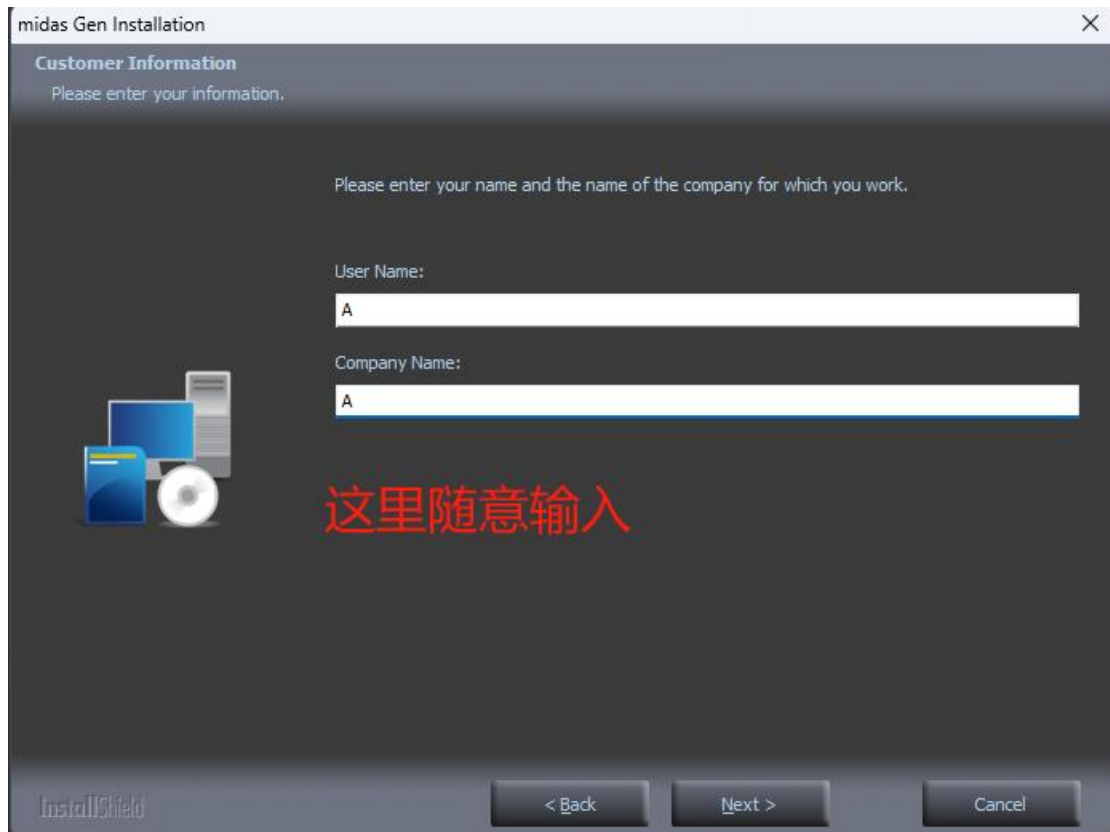 midas Gen Installation
Customer Information
Please enter your information.
Please enter your name and the name of the company for which you work.
User Name:
A
Company Name:
A
这里随意输入
InstallShield
< Back
Next >
Cancel